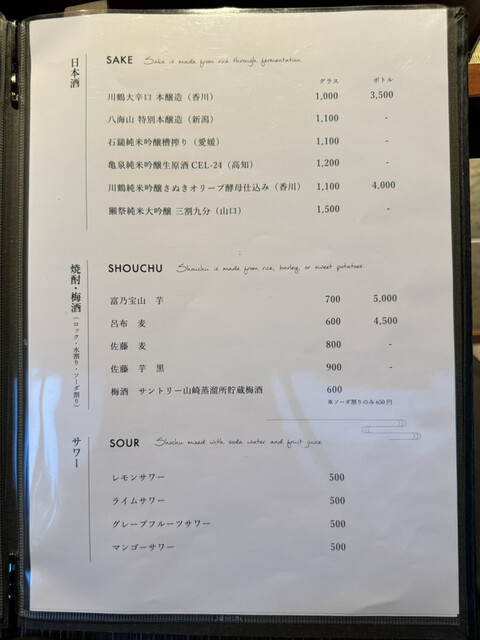 日本酒
SAKE Sake is made from rice through fermentation.
グラス ボトル
川鶴大辛口 本醸造（香川） 1,000 3,500
八海山 特別本醸造（新潟） 1,100 -
石鎚純米吟醸槽搾り（愛媛） 1,100 -
亀泉純米吟醸生原酒 CEL-24（高知） 1,200 -
川鶴純米吟醸さぬきオリーブ酵母仕込み（香川） 1,100 4,000
獺祭純米大吟醸 三割九分（山口） 1,500 -
焼酎・梅酒（ロック・水割り・ソーダ割り）
SHOUCHU Shouchu is made from rice, barley, or sweet potatoes.
富乃宝山 芋 700 5,000
呂布 麦 600 4,500
佐藤 麦 800 -
佐藤 芋 黒 900 -
梅酒 サントリー山崎蒸溜所貯蔵梅酒 600
※ソーダ割りのみ 650 円
サワー
SOUR Shochu mixed with soda water and fruit juice.
レモンサワー 500
ライムサワー 500
グレープフルーツサワー 500
マンゴーサワー 500